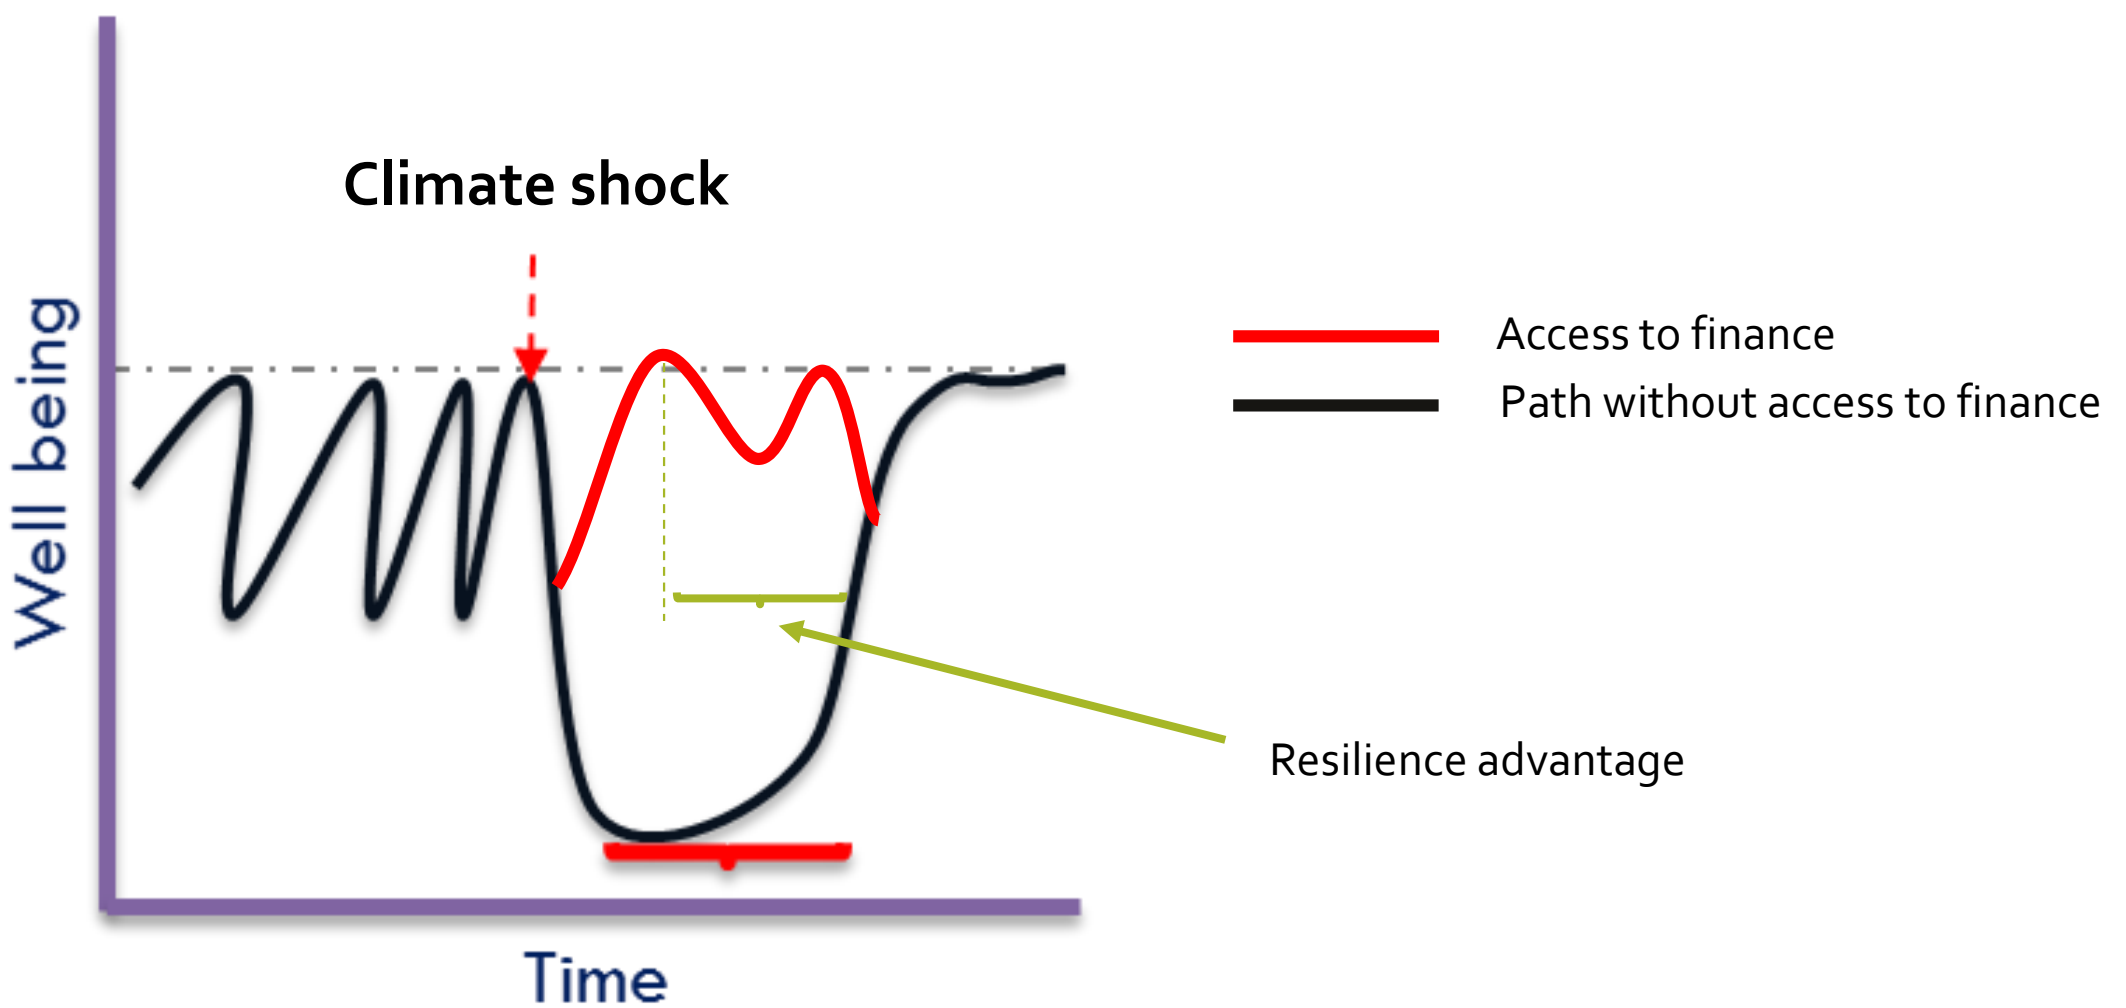 Climate shock
Well being
Access to finance
Path without access to finance
Resilience advantage
Time